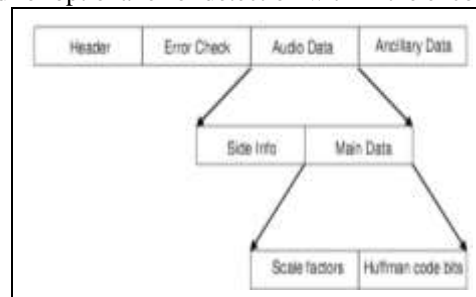 Header Error Check Audio Data Ancillary Data
Side Info Main Data
Scale factors Huffman code bits